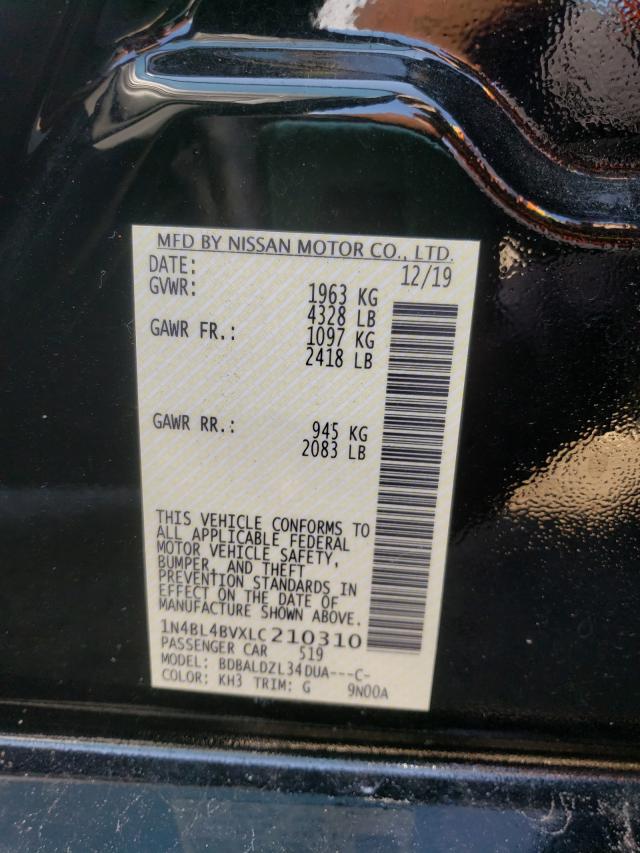 MFD BY NISSAN MOTOR CO., LTD.
DATE: 12/19
GVWR: 1963 KG
4328 LB
GAWR FR.: 1097 KG
2418 LB
GAWR RR.: 945 KG
2083 LB
THIS VEHICLE CONFORMS TO
ALL APPLICABLE FEDERAL
MOTOR VEHICLE SAFETY,
BUMPER, AND THEFT
PREVENTION STANDARDS IN
EFFECT ON THE DATE OF
MANUFACTURE SHOWN ABOVE.
1N4BL4BVXLC210310
PASSENGER CAR 519
MODEL: BDBALDZL34DUA---C-
COLOR: KH3 TRIM: G 9N00A